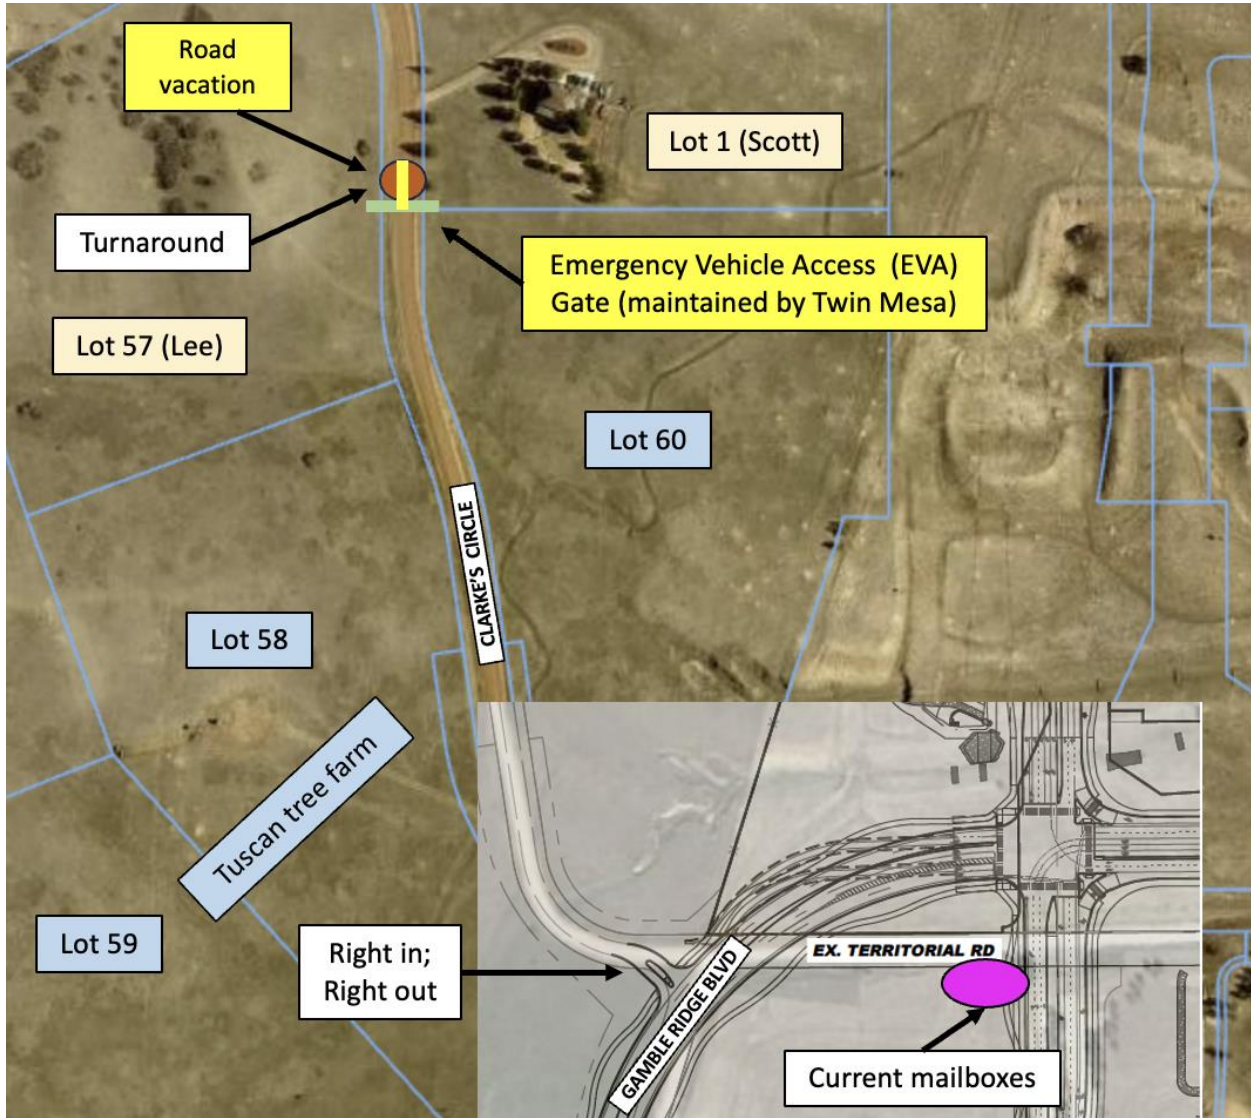 Road
vacation
Lot 1 (Scott)
Turnaround
Emergency Vehicle Access (EVA)
Gate (maintained by Twin Mesa)
Lot 57 (Lee)
Lot 60
CLARKE'S CIRCLE
Lot 58
Tuscan tree farm
Lot 59
Right in;
Right out
EX. TERRITORIAL RD
GAMBLE RIDGE BLVD
Current mailboxes